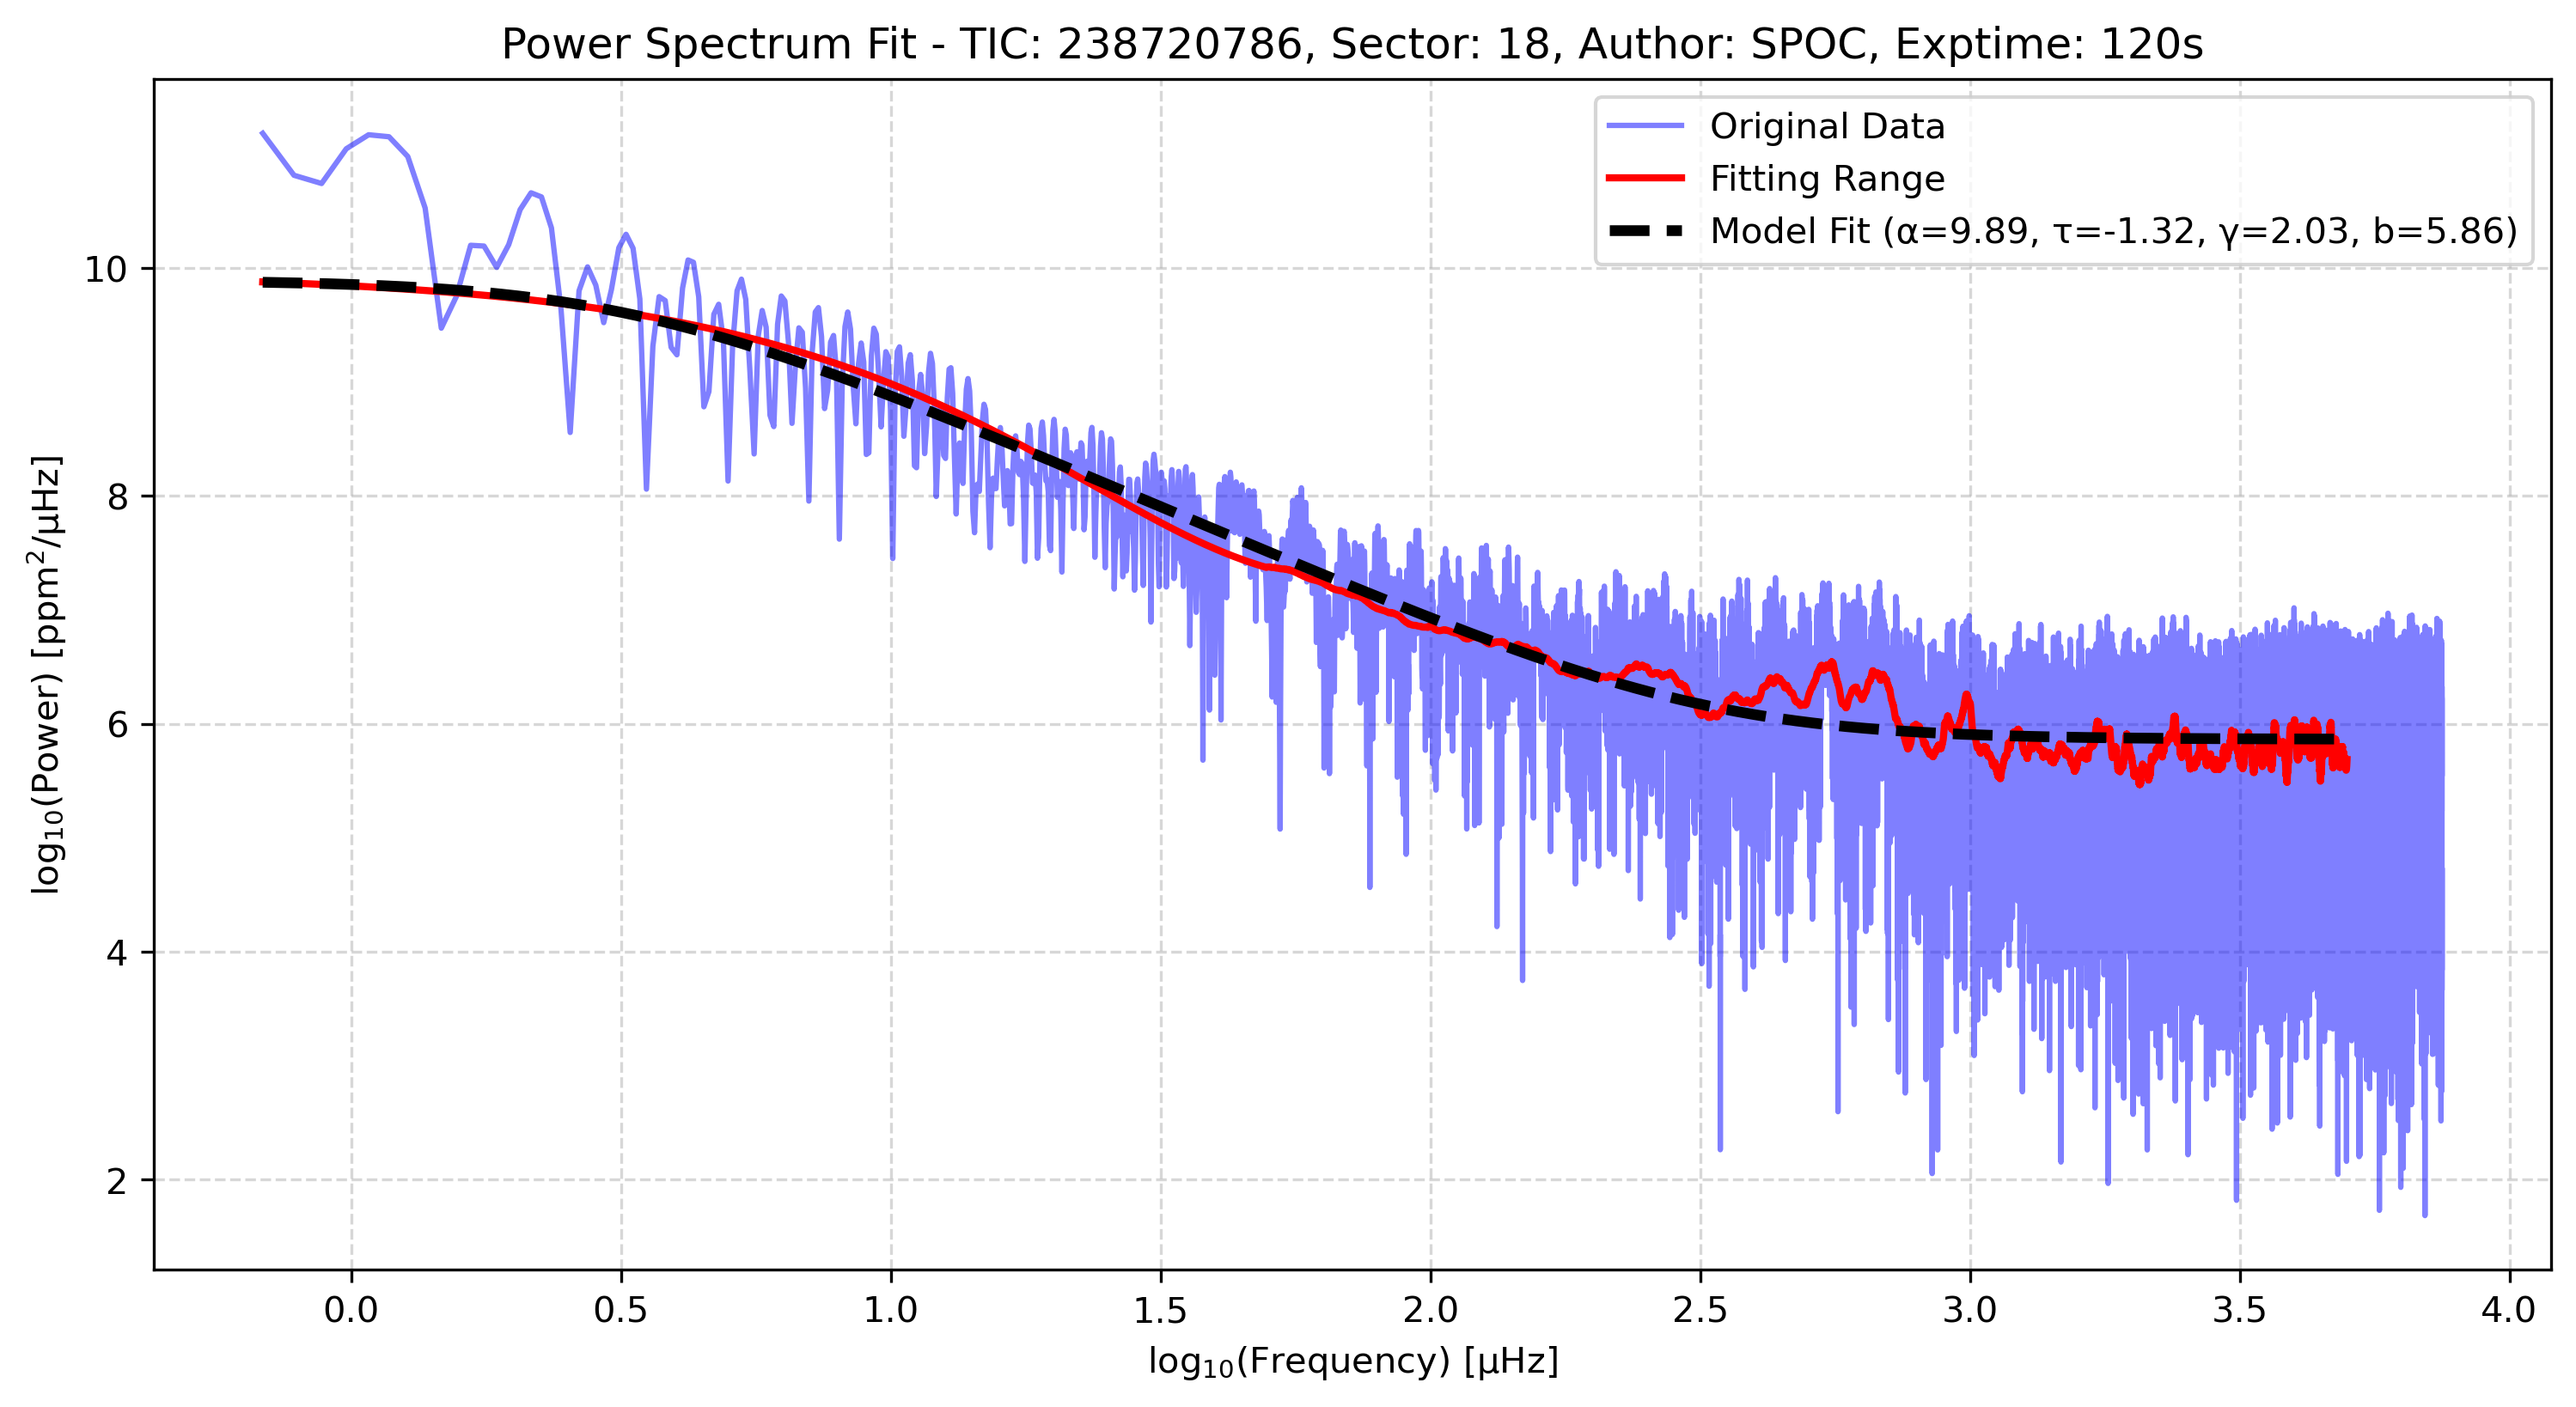 Power Spectrum Fit - TIC: 238720786, Sector: 18, Author: SPOC, Exptime: 120s
Original Data
Fitting Range
Model Fit (α=9.89, τ=-1.32, γ=2.03, b=5.86)
log₁₀(Power) [ppm²/μHz]
10
8
6
4
2
0.0 0.5 1.0 1.5 2.0 2.5 3.0 3.5 4.0
log₁₀(Frequency) [μHz]